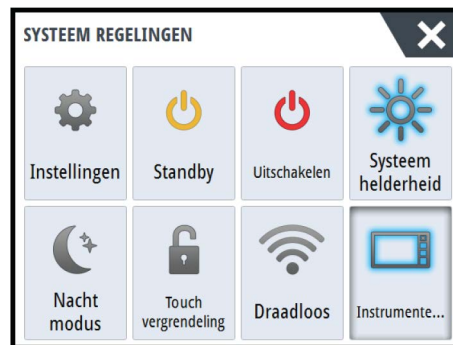 SYSTEEM REGELINGEN
Instellingen
Standby
Uitschakelen
Systeem
helderheid
Nacht
modus
Touch
vergrendeling
Draadloos
Instrumente...